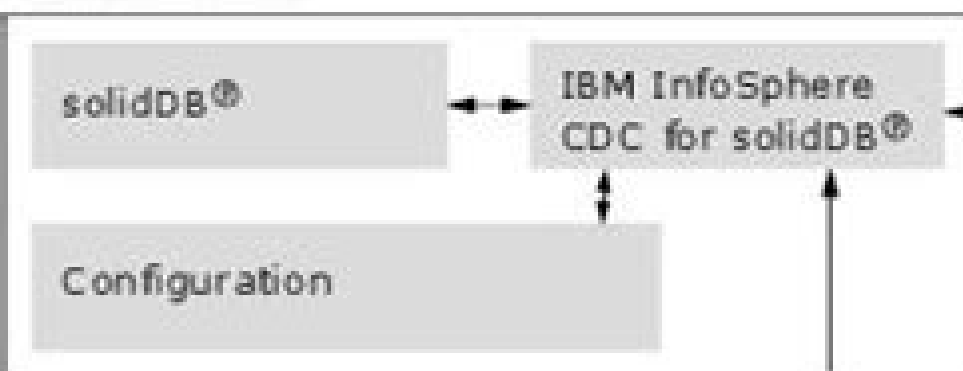 solidDB®
IBM InfoSphere
CDC for solidDB®
Configuration